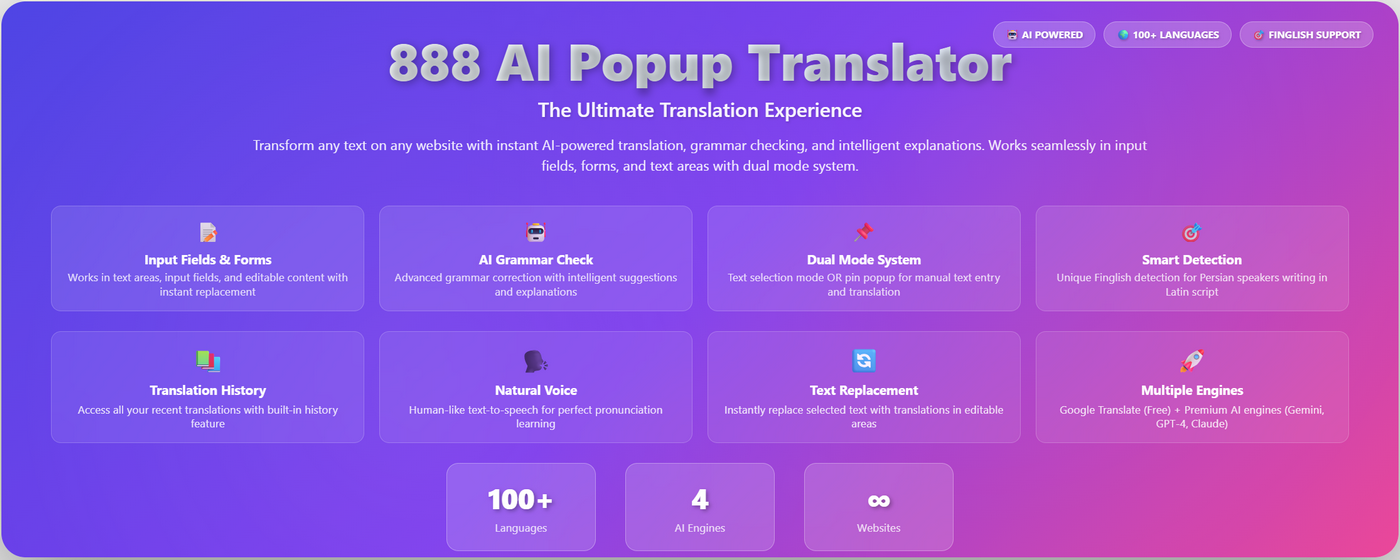 AI POWERED
100+ LANGUAGES
FINGLISH SUPPORT
888 AI Popup Translator
The Ultimate Translation Experience
Transform any text on any website with instant AI-powered translation, grammar checking, and intelligent explanations. Works seamlessly in input
fields, forms, and text areas with dual mode system.
Input Fields & Forms
Works in text areas, input fields, and editable content with
instant replacement
AI Grammar Check
Advanced grammar correction with intelligent suggestions
and explanations
Dual Mode System
Text selection mode OR pin popup for manual text entry
and translation
Smart Detection
Unique Finglish detection for Persian speakers writing in
Latin script
Translation History
Access all your recent translations with built-in history
feature
Natural Voice
Human-like text-to-speech for perfect pronunciation
learning
Text Replacement
Instantly replace selected text with translations in editable
areas
Multiple Engines
Google Translate (Free) + Premium AI engines (Gemini,
GPT-4, Claude)
100+
Languages
4
AI Engines
∞
Websites